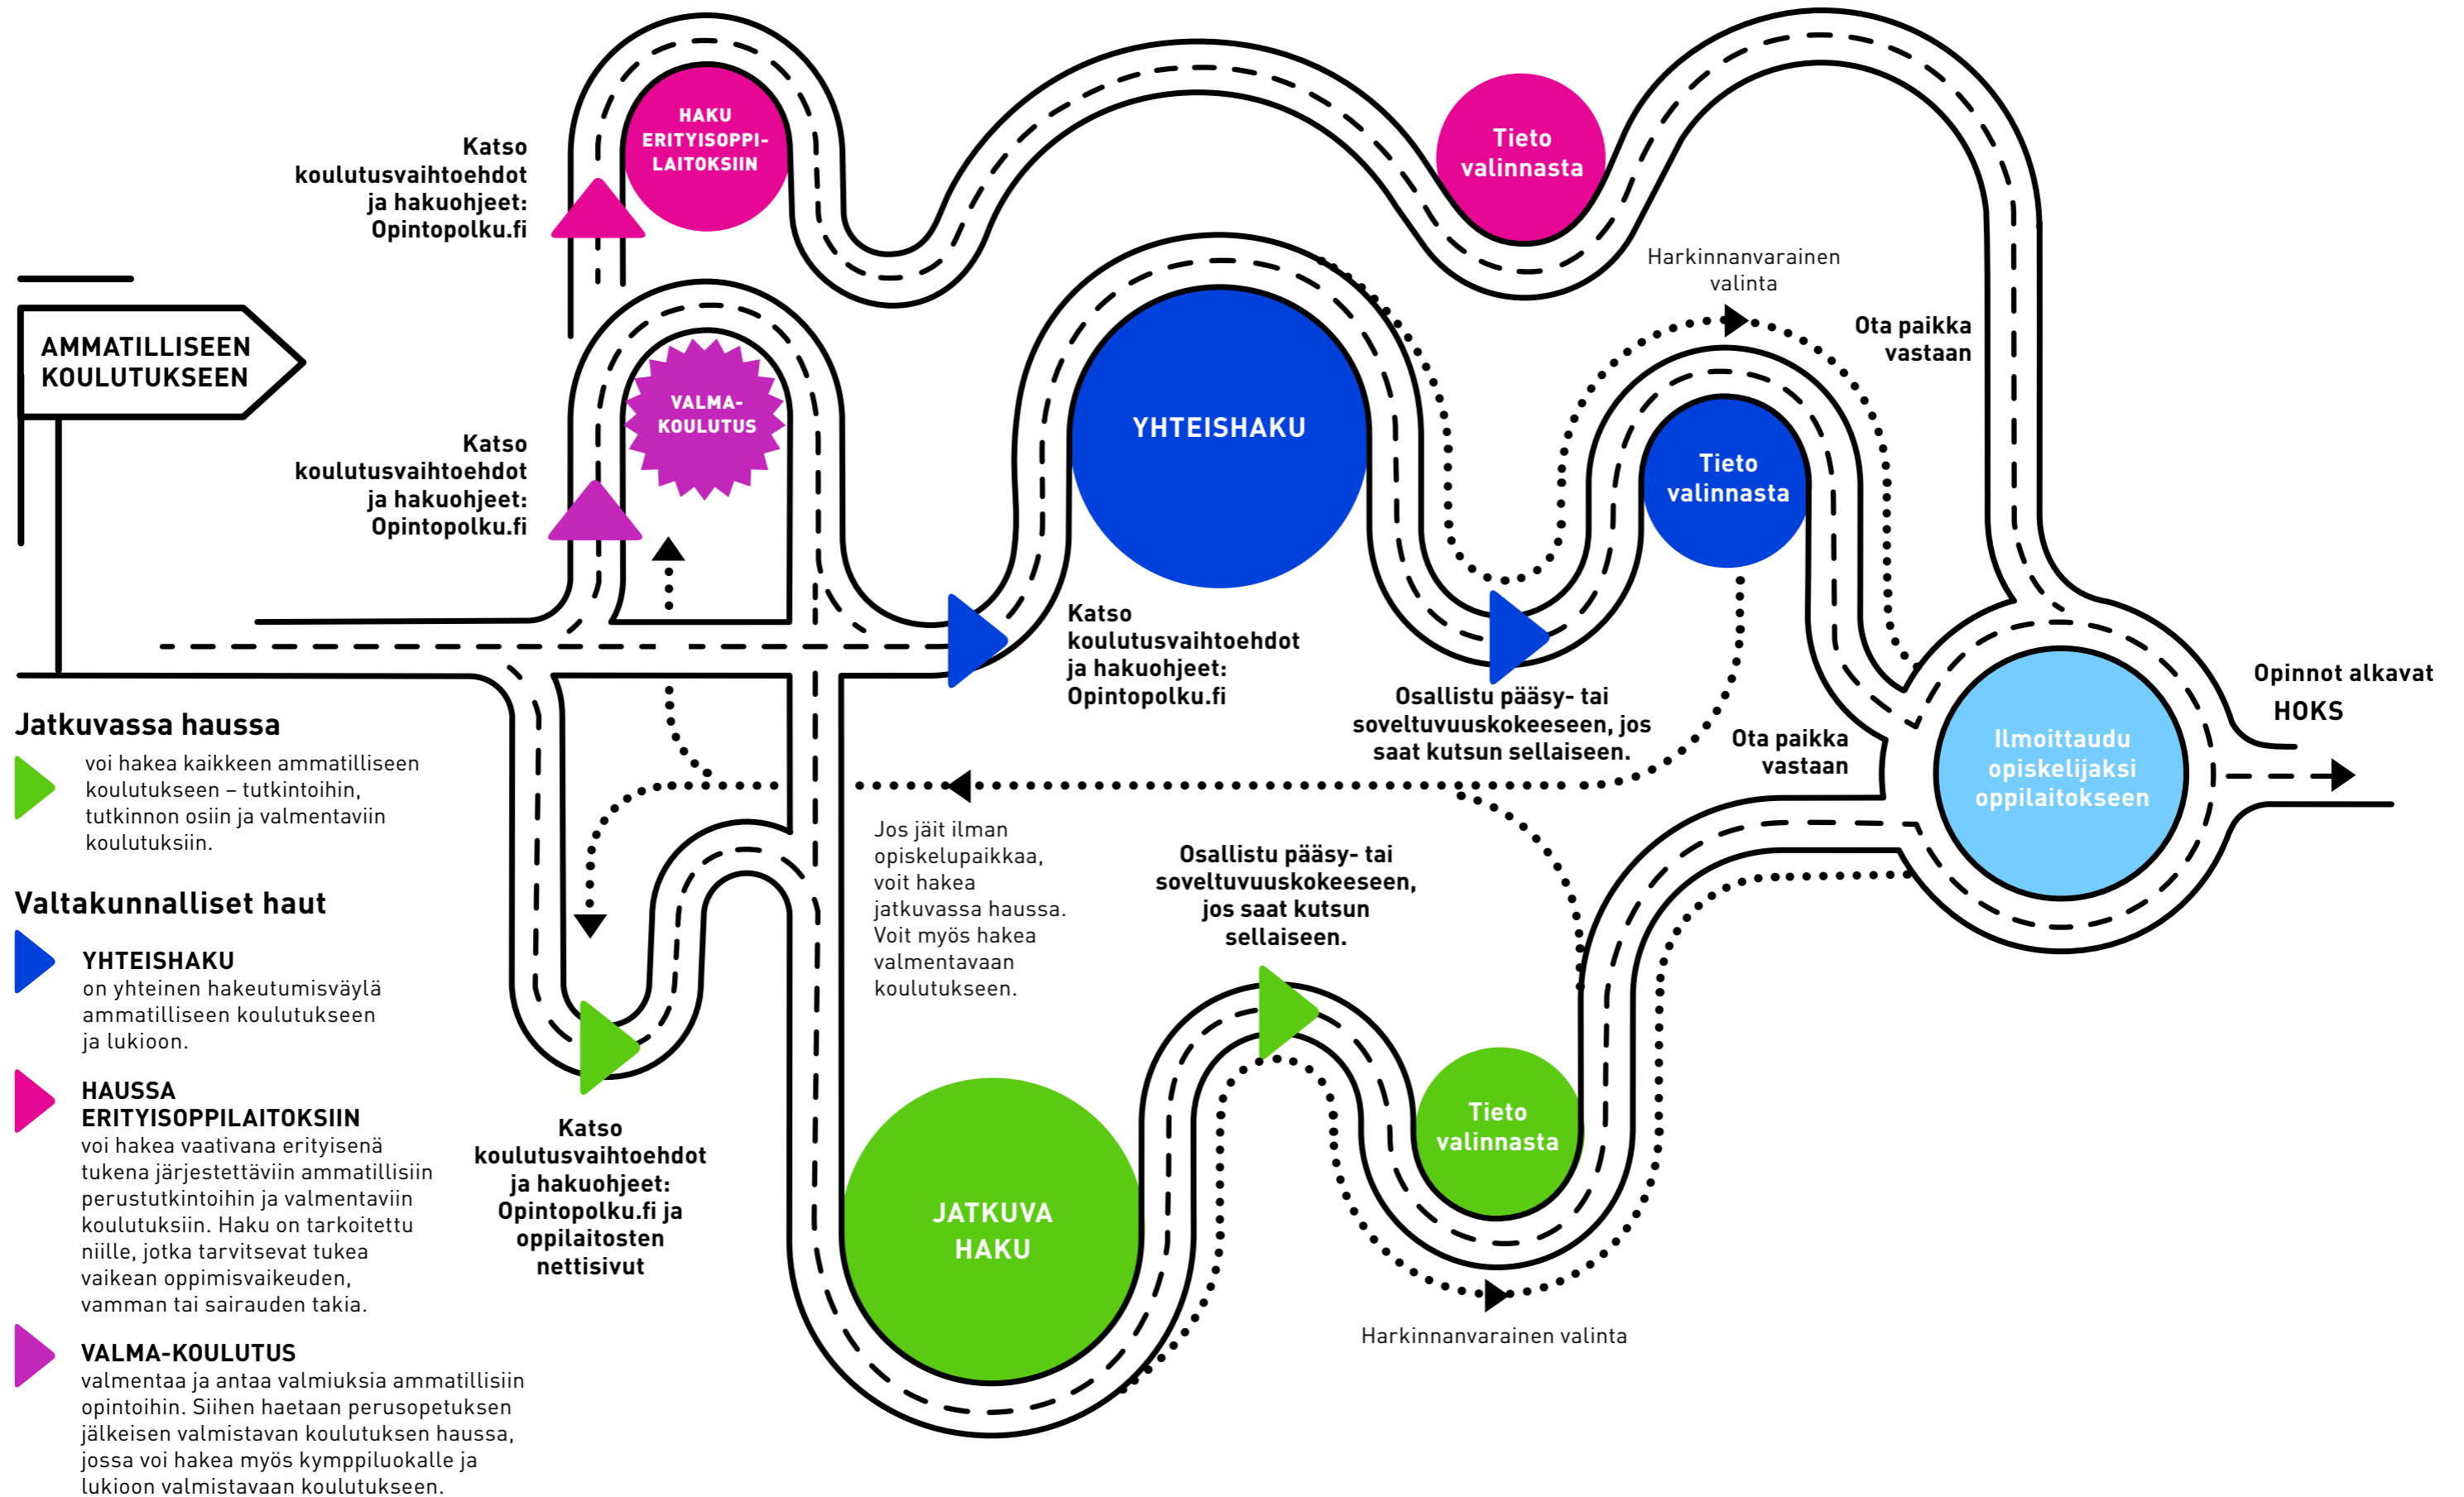 HAKU
ERITYISOPPI-
LAITOKSIIN
Tieto
valinnasta
Katso
koulutusvaihtoehdot
ja hakuohjeet:
Opintopolku.fi
Harkinnanvarainen
valinta
Ota paikka
vastaan
AMMATILLISEEN
KOULUTUKSEEN
VALMA-
KOULUTUS
Katso
koulutusvaihtoehdot
ja hakuohjeet:
Opintopolku.fi
YHTEISHAKU
Tieto
valinnasta
Katso
koulutusvaihtoehdot
ja hakuohjeet:
Opintopolku.fi
Osallistu pääsy- tai
soveltuvuuskokeeseen, jos
saat kutsun sellaiseen.
Ota paikka
vastaan
Ilmoittaudu
opiskelijaksi
oppilaitokseen
Opinnot alkavat
HOKS
Jatkuvassa haussa
voi hakea kaikkeen ammatilliseen
koulutukseen – tutkintoihin,
tutkinnon osiin ja valmentaviin
koulutuksiin.
Valtakunnalliset haut
YHTEISHAKU
on yhteinen hakeutumisväylä
ammatilliseen koulutukseen
ja lukioon.
HAUSSA
ERITYISOPPILAITOKSIIN
voi hakea vaativana erityisenä
tukena järjestettäviin ammatillisiin
perustutkintoihin ja valmentaviin
koulutuksiin. Haku on tarkoitettu
niille, jotka tarvitsevat tukea
vaikean oppimisvaikeuden,
vamman tai sairauden takia.
VALMA-KOULUTUS
valmentaa ja antaa valmiuksia ammatillisiin
opintoihin. Siihen haetaan perusopetuksen
jälkeisen valmistavan koulutuksen haussa,
jossa voi hakea myös kymppiluokalle ja
lukioon valmistavaan koulutukseen.
Katso
koulutusvaihtoehdot
ja hakuohjeet:
Opintopolku.fi ja
oppilaitosten
nettisivut
Jos jäit ilman
opiskelupaikkaa,
voit hakea
jatkuvassa haussa.
Voit myös hakea
valmentavaan
koulutukseen.
JATKUVA
HAKU
Osallistu pääsy- tai
soveltuvuuskokeeseen,
jos saat kutsun
sellaiseen.
Tieto
valinnasta
Harkinnanvarainen valinta